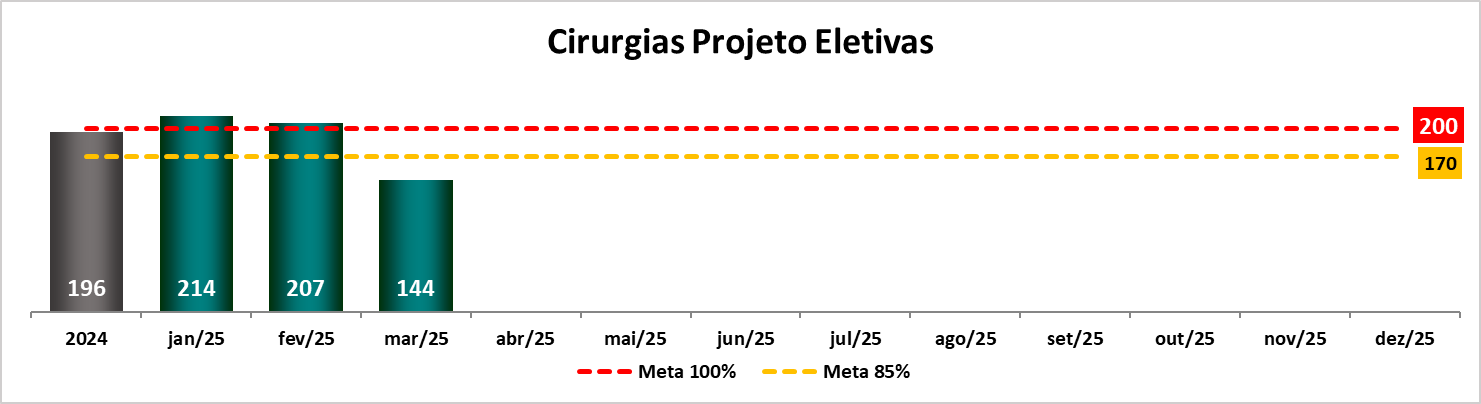 Cirurgias Projeto Eletivas
200
170
196 214 207 144
2024 jan/25 fev/25 mar/25 abr/25 mai/25 jun/25 jul/25 ago/25 set/25 out/25 nov/25 dez/25
Meta 100% Meta 85%